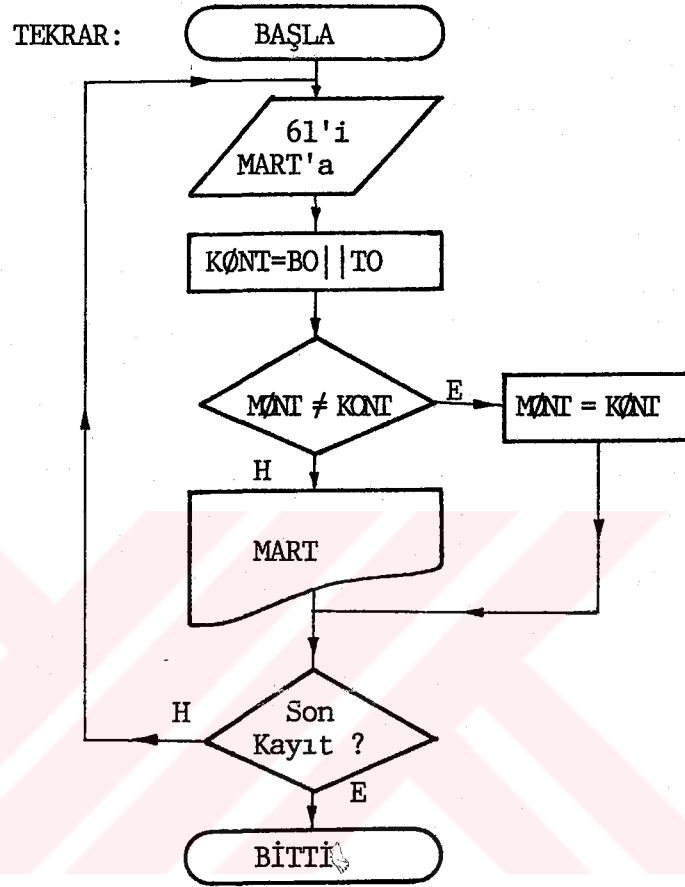 TEKRAR:
BAŞLA
61'i
MART'a
KØNT=BO||TO
MØNT ≠ KONT
E
MØNT = KØNT
H
MART
Son
Kayıt ?
H
E
BİTTİ